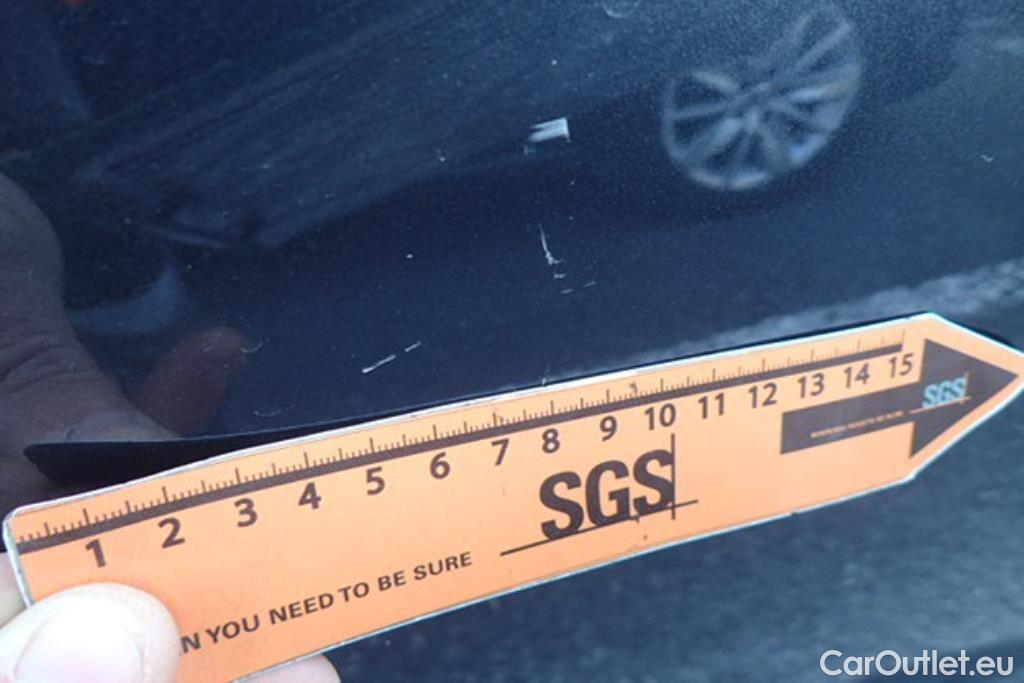 1 2 3 4 5 6 7 8 9 10 11 12 13 14 15
SGS
SGS
N YOU NEED TO BE SURE
CarOutlet.eu